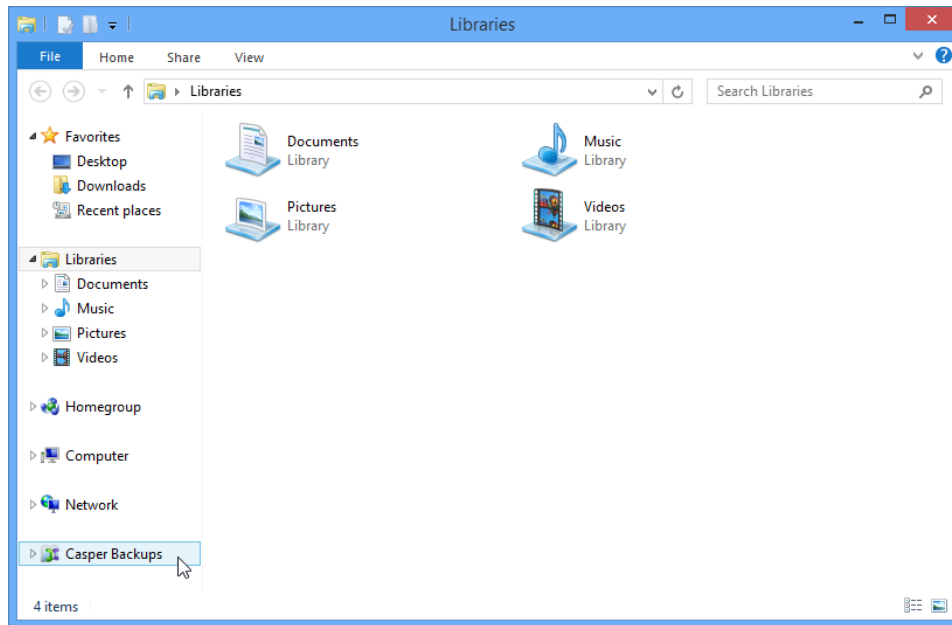 Libraries
File Home Share View
Libraries
Search Libraries
Favorites
Desktop
Downloads
Recent places
Libraries
Documents
Music
Pictures
Videos
Homegroup
Computer
Network
Casper Backups
Documents
Library
Music
Library
Pictures
Library
Videos
Library
4 items